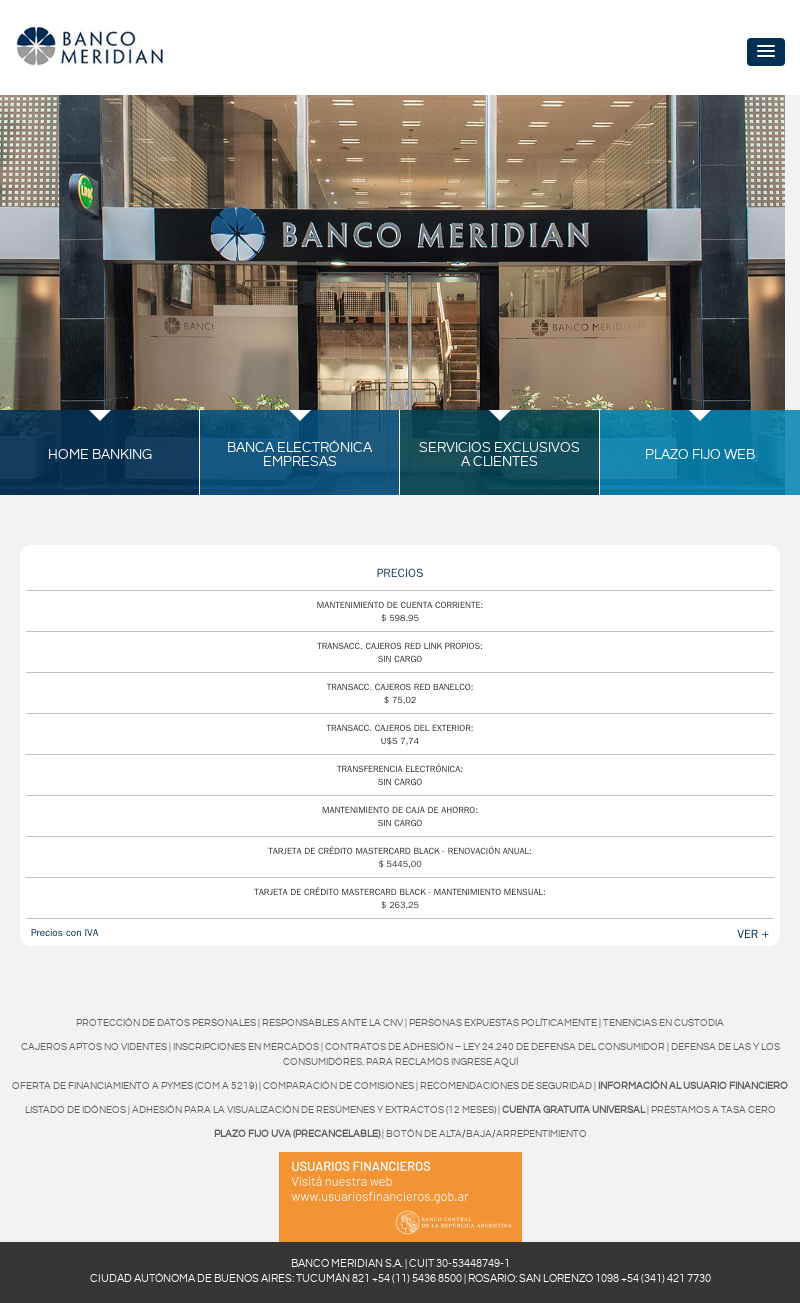 BANCO
MERIDIAN
LINK
BANCO MERIDIAN
BANCO MERIDIAN
BANCO MERIDIAN
HOME BANKING
BANCA ELECTRÓNICA
EMPRESAS
SERVICIOS EXCLUSIVOS
A CLIENTES
PLAZO FIJO WEB
PRECIOS
MANTENIMIENTO DE CUENTA CORRIENTE:
$ 598,95
TRANSACC. CAJEROS RED LINK PROPIOS:
SIN CARGO
TRANSACC. CAJEROS RED BANELCO:
$ 75,02
TRANSACC. CAJEROS DEL EXTERIOR:
U$S 7,74
TRANSFERENCIA ELECTRÓNICA:
SIN CARGO
MANTENIMIENTO DE CAJA DE AHORRO:
SIN CARGO
TARJETA DE CRÉDITO MASTERCARD BLACK - RENOVACIÓN ANUAL:
$ 5445,00
TARJETA DE CRÉDITO MASTERCARD BLACK - MANTENIMIENTO MENSUAL:
$ 263,25
Precios con IVA
VER +
PROTECCIÓN DE DATOS PERSONALES | RESPONSABLES ANTE LA CNV | PERSONAS EXPUESTAS POLÍTICAMENTE | TENENCIAS EN CUSTODIA
CAJEROS APTOS NO VIDENTES | INSCRIPCIONES EN MERCADOS | CONTRATOS DE ADHESIÓN – LEY 24.240 DE DEFENSA DEL CONSUMIDOR | DEFENSA DE LAS Y LOS
CONSUMIDORES. PARA RECLAMOS INGRESE AQUÍ
OFERTA DE FINANCIAMIENTO A PYMES (COM A 5219) | COMPARACIÓN DE COMISIONES | RECOMENDACIONES DE SEGURIDAD | INFORMACIÓN AL USUARIO FINANCIERO
LISTADO DE IDÓNEOS | ADHESIÓN PARA LA VISUALIZACIÓN DE RESÚMENES Y EXTRACTOS (12 MESES) | CUENTA GRATUITA UNIVERSAL | PRÉSTAMOS A TASA CERO
PLAZO FIJO UVA (PRECANCELABLE) | BOTÓN DE ALTA/BAJA/ARREPENTIMIENTO
USUARIOS FINANCIEROS
Visitá nuestra web
www.usuariosfinancieros.gob.ar
BANCO CENTRAL
DE LA REPÚBLICA ARGENTINA
BANCO MERIDIAN S.A. | CUIT 30-53448749-1
CIUDAD AUTÓNOMA DE BUENOS AIRES: TUCUMÁN 821 +54 (11) 5436 8500 | ROSARIO: SAN LORENZO 1098 +54 (341) 421 7730